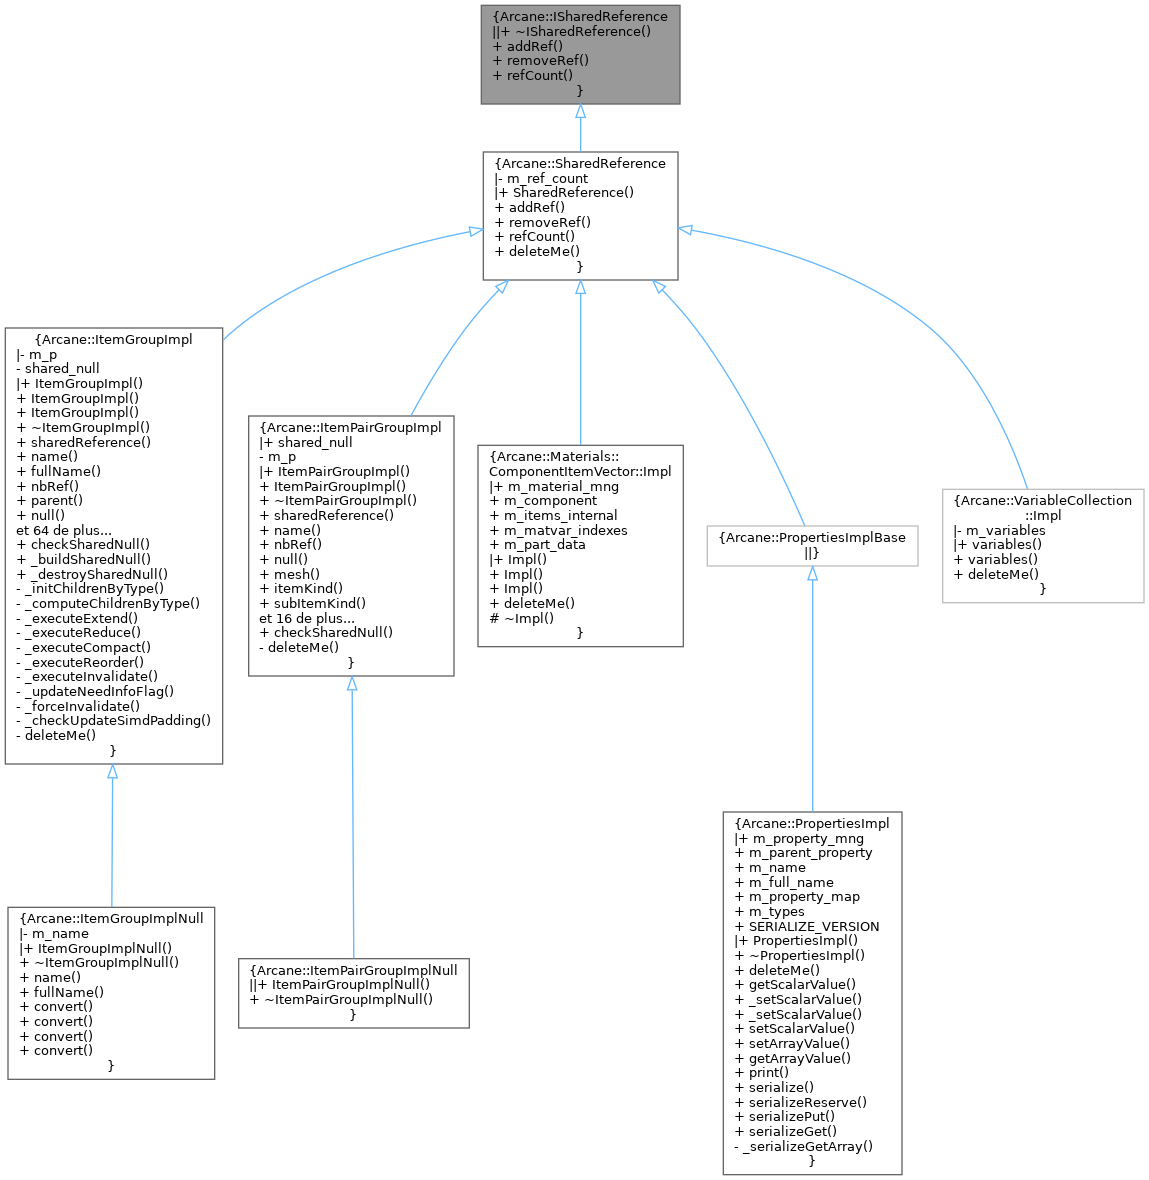 {Arcane::ISharedReference
||+ ~ISharedReference()
+ addRef()
+ removeRef()
+ refCount()
}
{Arcane::SharedReference
|- m_ref_count
|+ SharedReference()
+ addRef()
+ removeRef()
+ refCount()
+ deleteMe()
}
{Arcane::ItemGroupImpl
|- m_p
- shared_null
|+ ItemGroupImpl()
+ ItemGroupImpl()
+ ItemGroupImpl()
+ ~ItemGroupImpl()
+ sharedReference()
+ name()
+ fullName()
+ nbRef()
+ parent()
+ null()
et 64 de plus...
+ checkSharedNull()
+ _buildSharedNull()
+ _destroySharedNull()
- _initChildrenByType()
- _computeChildrenByType()
- _executeExtend()
- _executeReduce()
- _executeCompact()
- _executeReorder()
- _executeInvalidate()
- _updateNeedInfoFlag()
- _forceInvalidate()
- _checkUpdateSimdPadding()
- deleteMe()
}
{Arcane::ItemPairGroupImpl
|+ shared_null
- m_p
|+ ItemPairGroupImpl()
+ ItemPairGroupImpl()
+ ~ItemPairGroupImpl()
+ sharedReference()
+ name()
+ nbRef()
+ null()
+ mesh()
+ itemKind()
+ subItemKind()
et 16 de plus...
+ checkSharedNull()
- deleteMe()
}
{Arcane::Materials::
ComponentItemVector::Impl
|+ m_material_mng
+ m_component
+ m_items_internal
+ m_matvar_indexes
+ m_part_data
|+ Impl()
+ Impl()
+ Impl()
+ deleteMe()
# ~Impl()
}
{Arcane::PropertiesImplBase
||}
{Arcane::VariableCollection
::Impl
|- m_variables
|+ variables()
+ variables()
+ deleteMe()
}
{Arcane::ItemGroupImplNull
|- m_name
|+ ItemGroupImplNull()
+ ~ItemGroupImplNull()
+ name()
+ fullName()
+ convert()
+ convert()
+ convert()
+ convert()
}
{Arcane::ItemPairGroupImplNull
||+ ItemPairGroupImplNull()
+ ~ItemPairGroupImplNull()
}
{Arcane::PropertiesImpl
|+ m_property_mng
+ m_parent_property
+ m_name
+ m_full_name
+ m_property_map
+ m_types
+ SERIALIZE_VERSION
|+ PropertiesImpl()
+ ~PropertiesImpl()
+ deleteMe()
+ getScalarValue()
+ _setScalarValue()
+ _setScalarValue()
+ setScalarValue()
+ setArrayValue()
+ getArrayValue()
+ print()
+ serialize()
+ serializeReserve()
+ serializePut()
+ serializeGet()
- _serializeGetArray()
}